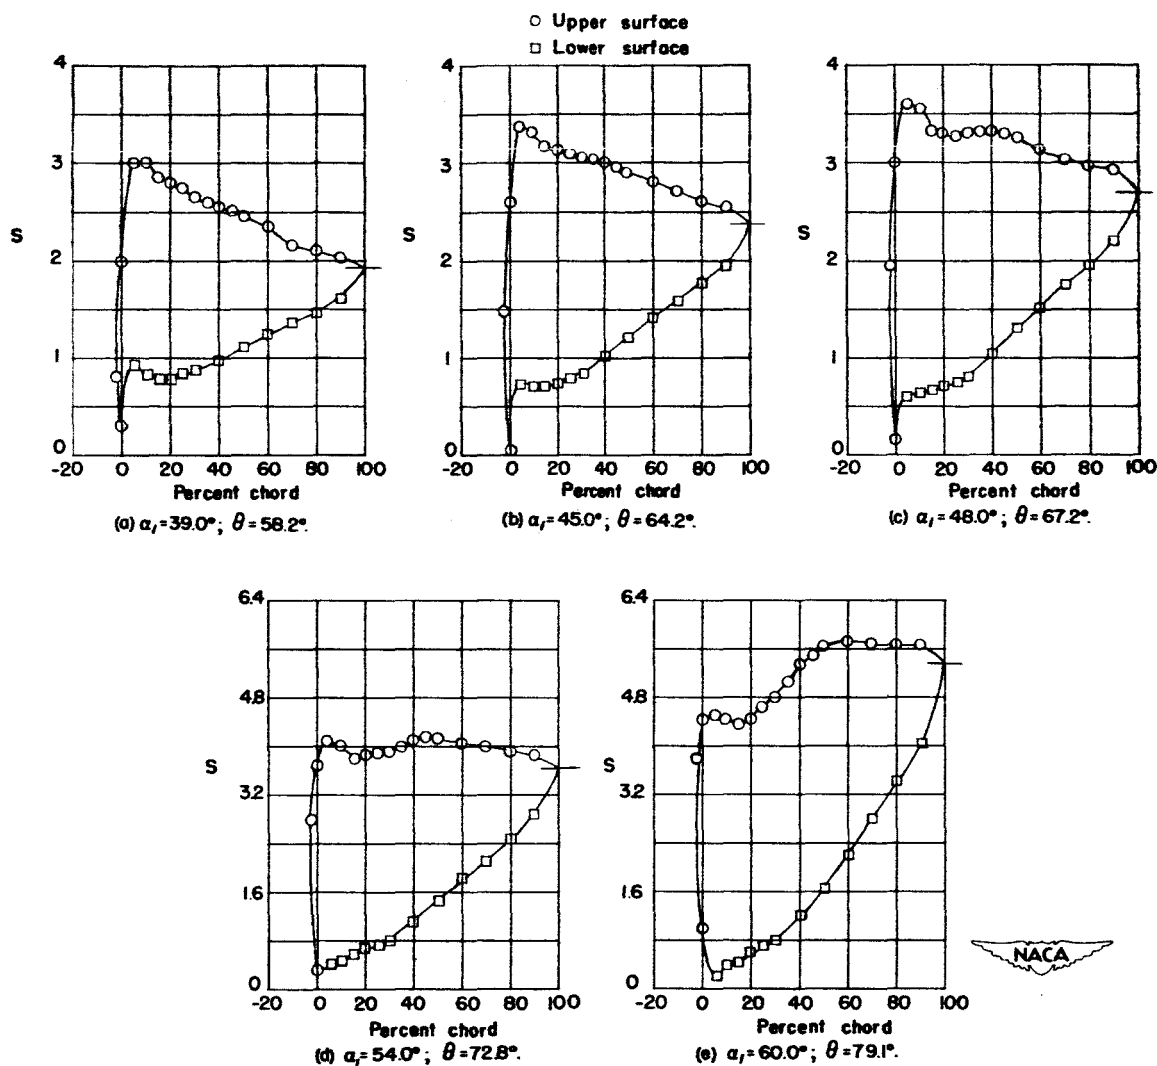 ○ Upper surface
□ Lower surface
4
3
S
2
1
0
-20 0 20 40 60 80 100
Percent chord
(a) α₁=39.0°; θ=58.2°.
4
3
S
2
1
0
-20 0 20 40 60 80 100
Percent chord
(b) α₁=45.0°; θ=64.2°.
4
3
S
2
1
0
-20 0 20 40 60 80 100
Percent chord
(c) α₁=48.0°; θ=67.2°.
6.4
4.8
S
3.2
1.6
0
-20 0 20 40 60 80 100
Percent chord
(d) α₁=54.0°; θ=72.8°.
6.4
4.8
S
3.2
1.6
0
-20 0 20 40 60 80 100
Percent chord
(e) α₁=60.0°; θ=79.1°.
NACA